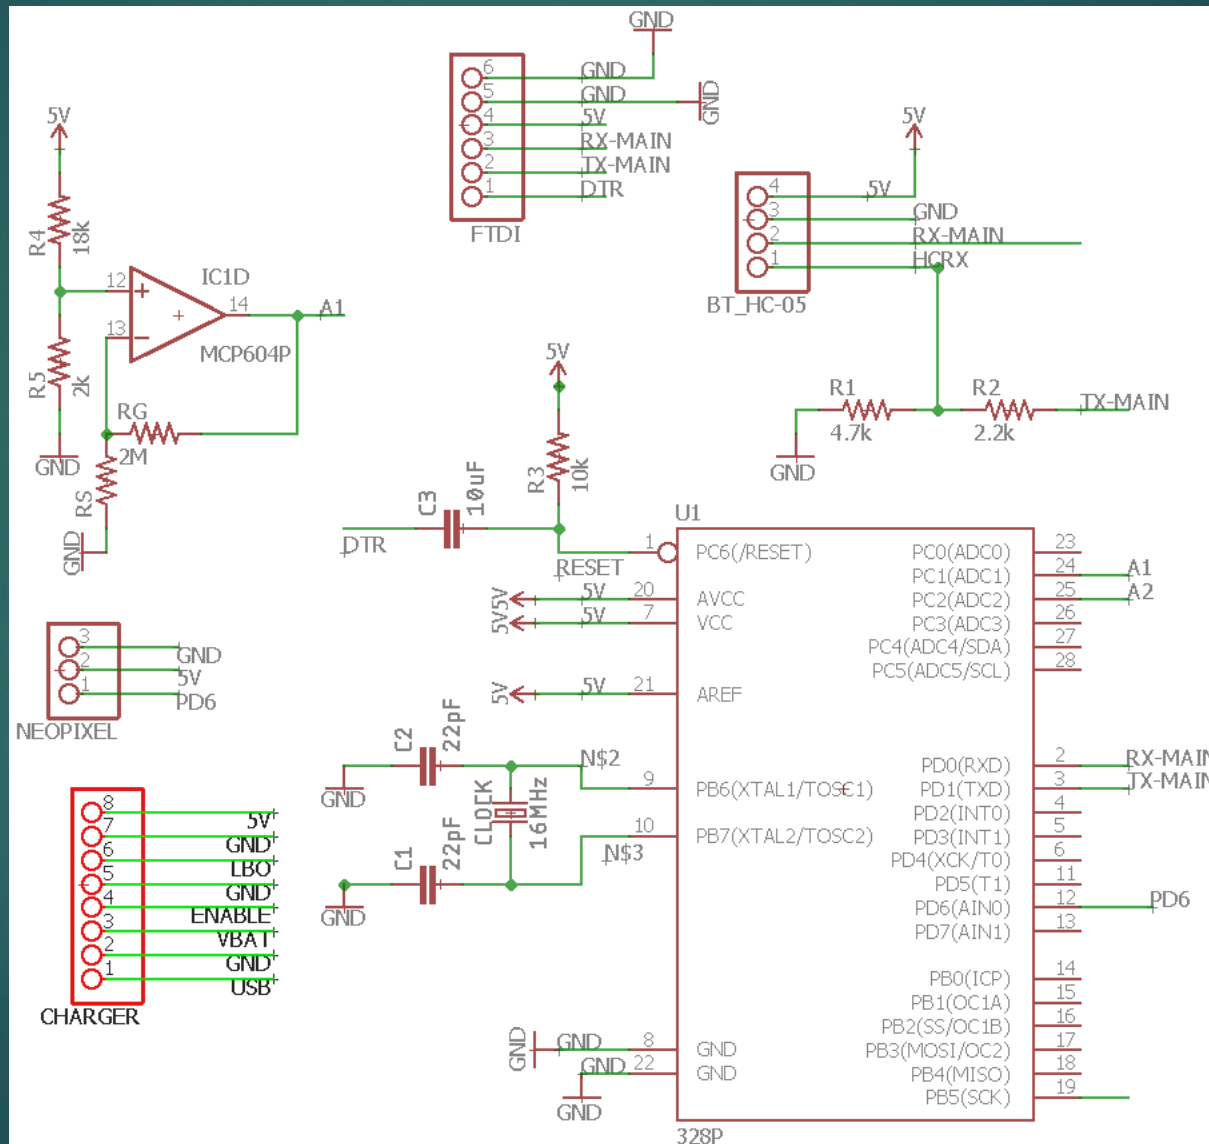 GND
6 GND
5 GND
GND
4 5V
3 RX-MAIN
2 TX-MAIN
1 DTR
FTDI
5V
4 5V
3 GND
2 RX-MAIN
1 HCRX
BT_HC-05
R1
4.7k
R2
2.2k
TX-MAIN
GND
5V
R4
18k
12
IC1D
14
A1
13
MCP604P
R5
2k
RG
2M
GND
RS
GND
5V
R3
10k
C3
10uF
DTR
RESET
NEOPIXEL
3 GND
2 5V
1 PD6
8 5V
7 GND
6 LBO
5 GND
4 ENABLE
3 VBAT
2 GND
1 USB
CHARGER
5V 5V
5V 5V
5V 5V
C2
22pF
N$2
GND
CLOCK
16MHz
C1
22pF
N$3
GND
GND GND
GND
GND
U1
1 PC6(/RESET)
20 AVCC
7 VCC
21 AREF
9 PB6(XTAL1/TOSC1)
10 PB7(XTAL2/TOSC2)
8 GND
22 GND
PC0(ADC0) 23
PC1(ADC1) 24 A1
PC2(ADC2) 25 A2
PC3(ADC3) 26
PC4(ADC4/SDA) 27
PC5(ADC5/SCL) 28
PD0(RXD) 2 RX-MAIN
PD1(TXD) 3 TX-MAIN
PD2(INT0) 4
PD3(INT1) 5
PD4(XCK/T0) 6
PD5(T1) 11
PD6(AIN0) 12 PD6
PD7(AIN1) 13
PB0(ICP) 14
PB1(OC1A) 15
PB2(SS/OC1B) 16
PB3(MOSI/OC2) 17
PB4(MISO) 18
PB5(SCK) 19
328P